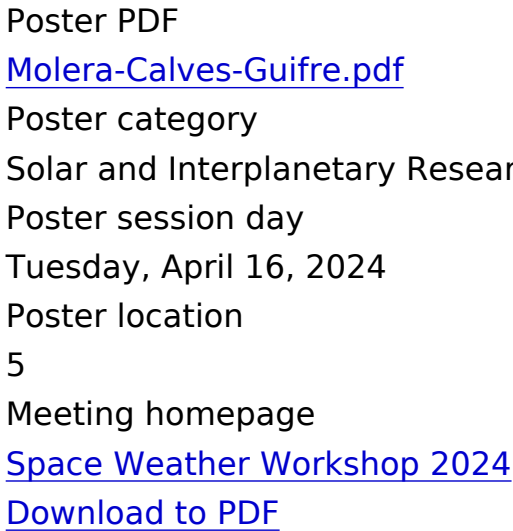 Poster PDF
Molera-Calves-Guifre.pdf
Poster category
Solar and Interplanetary
Poster session day
Tuesday, April 16, 2024
Poster location
5
Meeting homepage
Space Weather Workshop 2024
Download to PDF